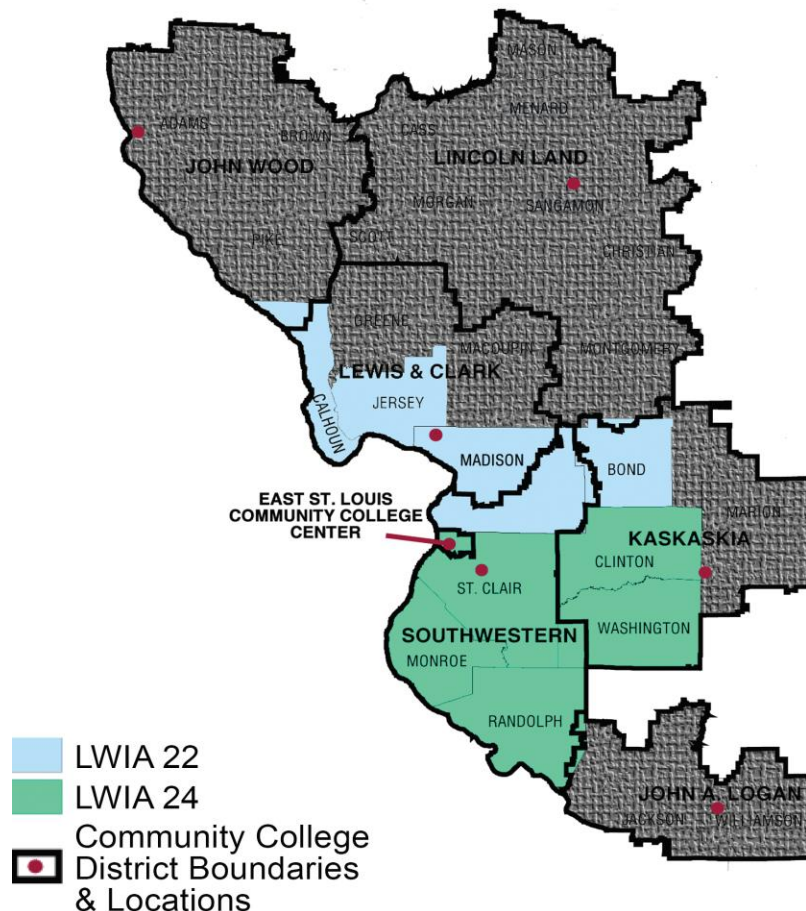 MASON
MENARD
ADAMS
CASS
BROWN
LINCOLN LAND
JOHN WOOD
MORGAN
SANGAMON
PIKE
SCOTT
CHRISTIAN
GREENE
MACOUPIN
MONTGOMERY
LEWIS & CLARK
JERSEY
CALHOUN
MADISON
BOND
EAST ST. LOUIS
COMMUNITY COLLEGE
CENTER
MARION
KASKASKIA
CLINTON
ST. CLAIR
WASHINGTON
SOUTHWESTERN
MONROE
RANDOLPH
LWIA 22
LWIA 24
JOHN A. LOGAN
JACKSON
WILLIAMSON
Community College
District Boundaries
& Locations